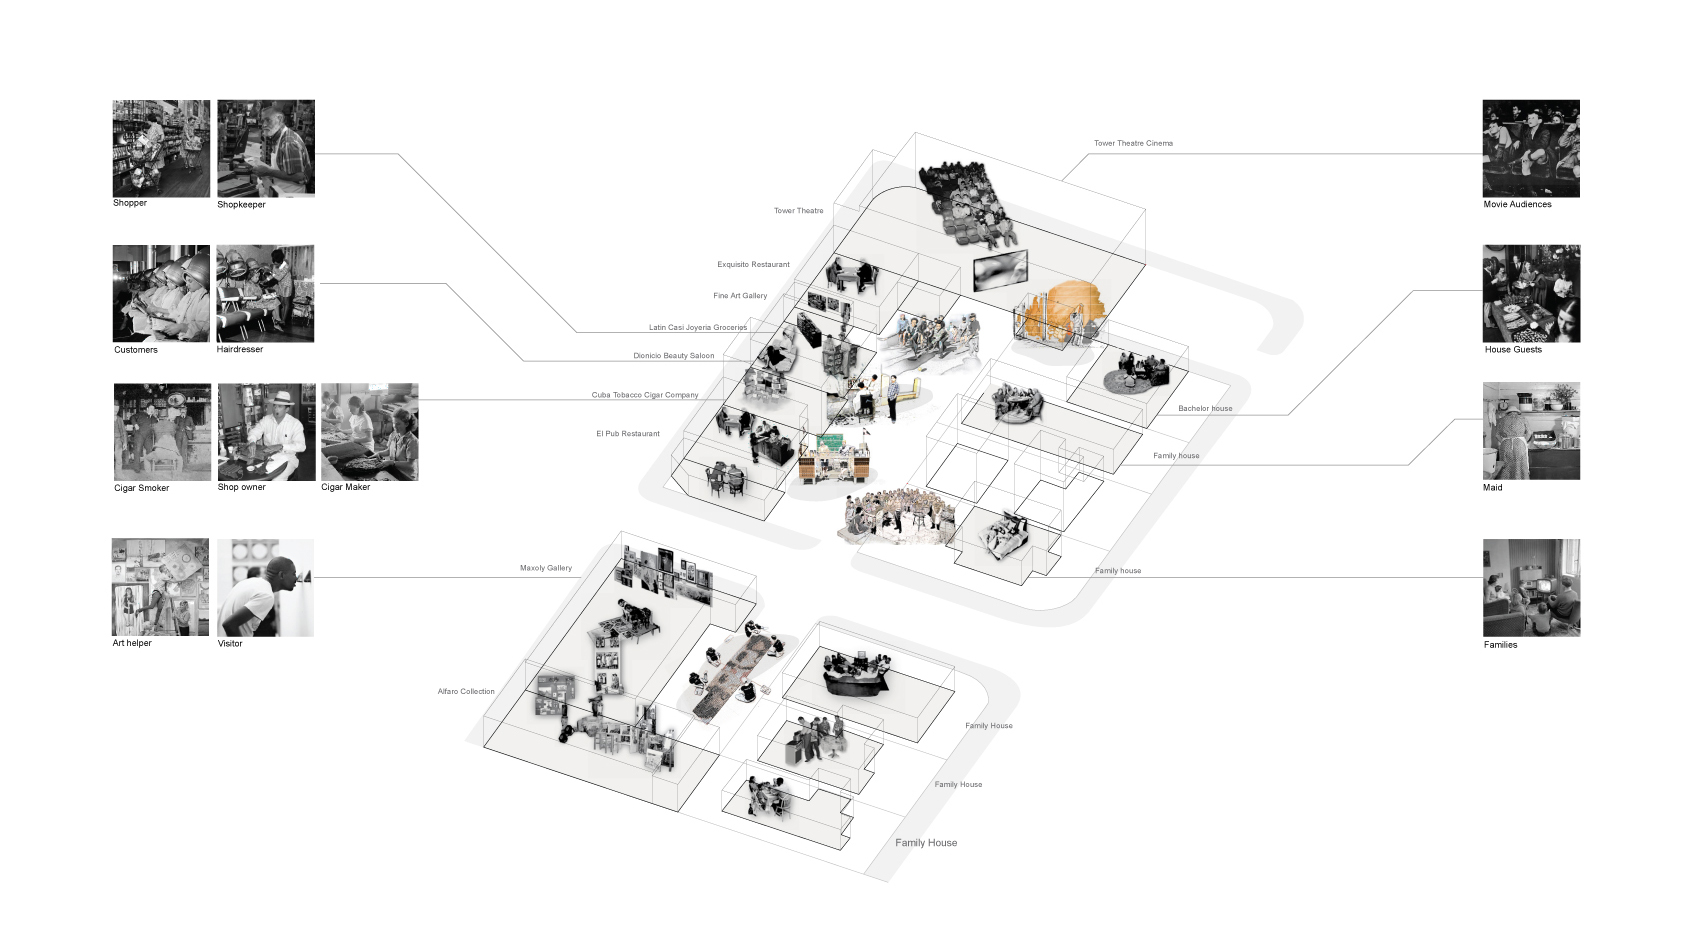 Tower Theatre Cinema
Shopper
Shopkeeper
Movie Audiences
Tower Theatre
Exquisito Restaurant
Fine Art Gallery
Latin Casi Joyeria Groceries
Customers
Hairdresser
House Guests
Dionicio Beauty Saloon
Cuba Tobacco Cigar Company
Bachelor house
El Pub Restaurant
Family house
Cigar Smoker
Shop owner
Cigar Maker
Maid
Maxoly Gallery
Family house
Art helper
Visitor
Families
Alfaro Collection
Family House
Family House
Family House